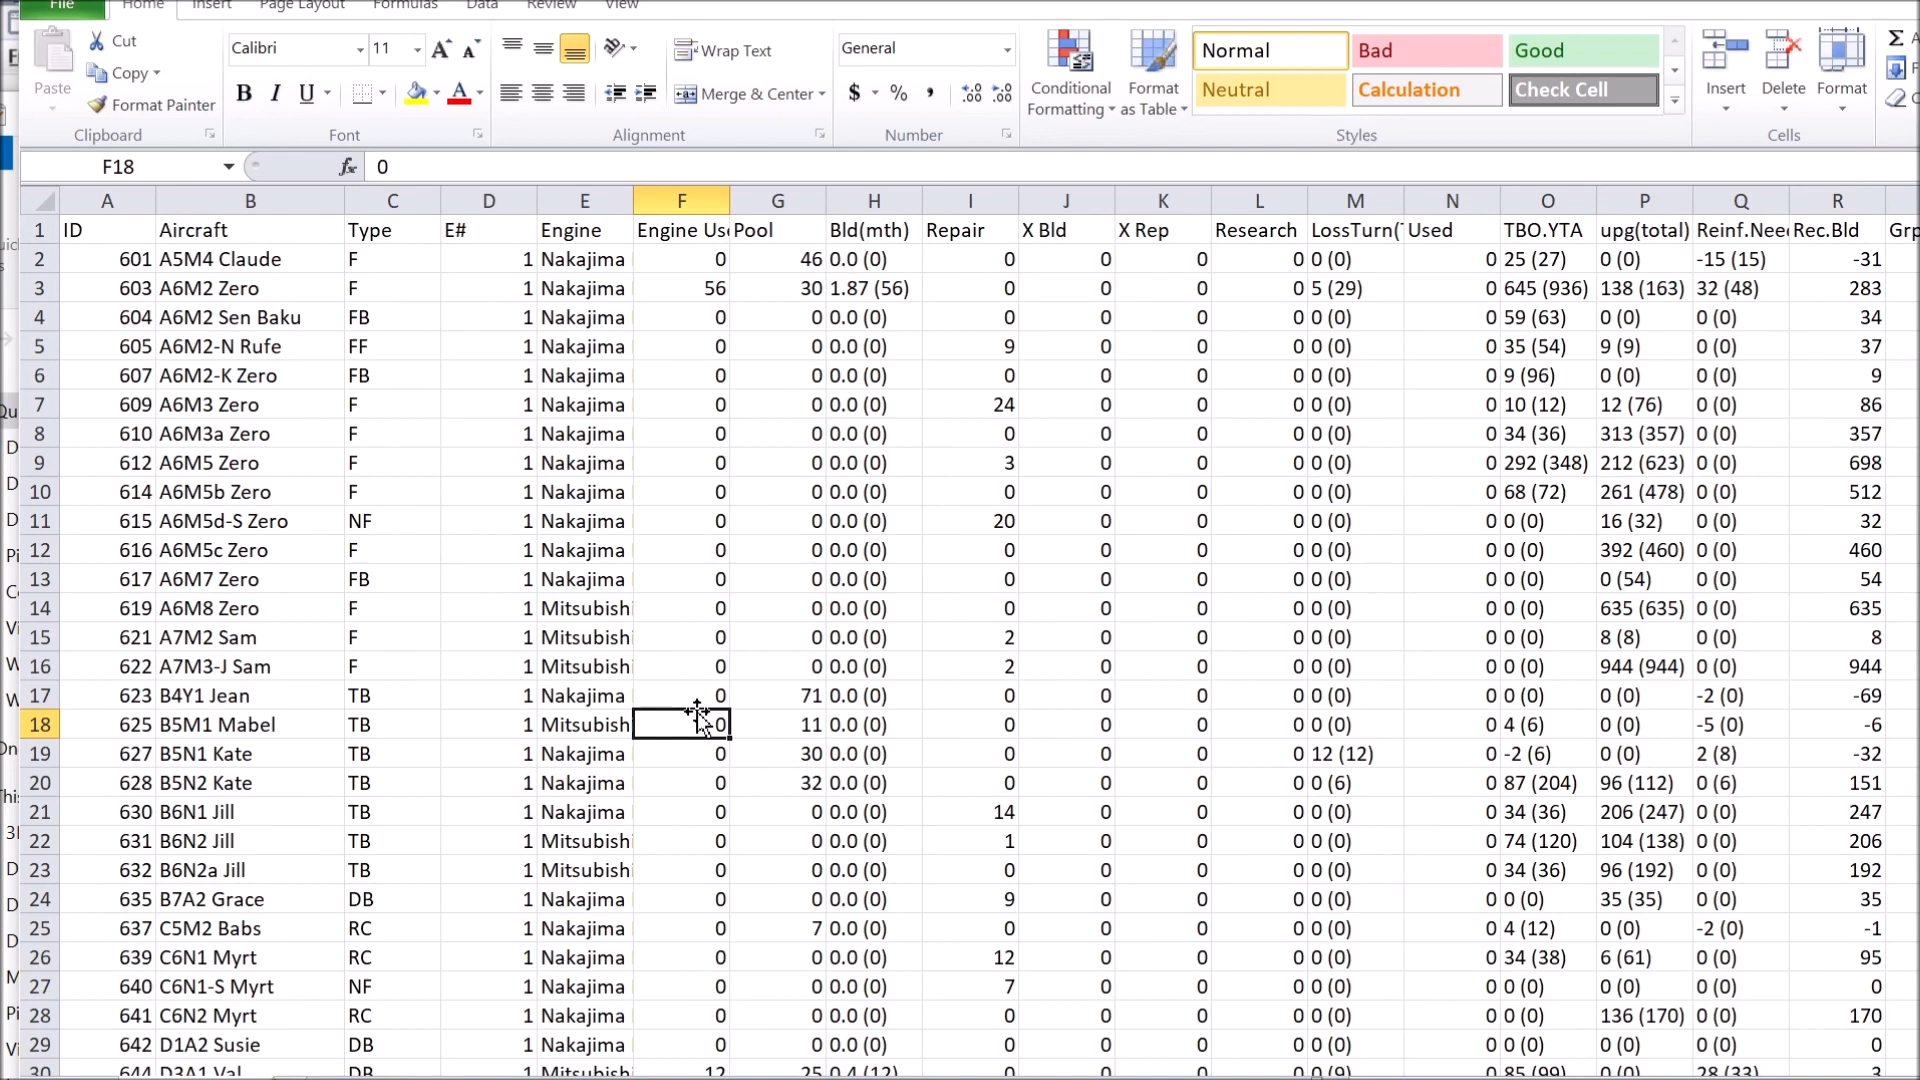 File Home Insert Page Layout Formulas Data Review View
Cut
Copy
Format Painter
Paste
Clipboard
Calibri 11
B I U
Font
Wrap Text
Merge & Center
Alignment
General
$ % ,
Number
Conditional Formatting
Format as Table
Normal Bad Good
Neutral Calculation Check Cell
Styles
Insert Delete Format
Cells
F18 fx 0
A B C D E F G H I J K L M N O P Q R
1 ID Aircraft Type E# Engine Engine Us Pool Bld(mth) Repair X Bld X Rep Research LossTurn( Used TBO.YTA upg(total) Reinf.Nee Rec.Bld Grp
2 601 A5M4 Claude F 1 Nakajima 0 46 0.0 (0) 0 0 0 0 0 (0) 0 25 (27) 0 (0) -15 (15) -31
3 603 A6M2 Zero F 1 Nakajima 56 30 1.87 (56) 0 0 0 0 5 (29) 0 645 (936) 138 (163) 32 (48) 283
4 604 A6M2 Sen Baku FB 1 Nakajima 0 0 0.0 (0) 0 0 0 0 0 (0) 0 59 (63) 0 (0) 0 (0) 34
5 605 A6M2-N Rufe FF 1 Nakajima 0 0 0.0 (0) 9 0 0 0 0 (0) 0 35 (54) 9 (9) 0 (0) 37
6 607 A6M2-K Zero FB 1 Nakajima 0 0 0.0 (0) 0 0 0 0 0 (0) 0 9 (96) 0 (0) 0 (0) 9
7 609 A6M3 Zero F 1 Nakajima 0 0 0.0 (0) 24 0 0 0 0 (0) 0 10 (12) 12 (76) 0 (0) 86
8 610 A6M3a Zero F 1 Nakajima 0 0 0.0 (0) 0 0 0 0 0 (0) 0 34 (36) 313 (357) 0 (0) 357
9 612 A6M5 Zero F 1 Nakajima 0 0 0.0 (0) 3 0 0 0 0 (0) 0 292 (348) 212 (623) 0 (0) 698
10 614 A6M5b Zero F 1 Nakajima 0 0 0.0 (0) 0 0 0 0 0 (0) 0 68 (72) 261 (478) 0 (0) 512
11 615 A6M5d-S Zero NF 1 Nakajima 0 0 0.0 (0) 20 0 0 0 0 (0) 0 0 (0) 16 (32) 0 (0) 32
12 616 A6M5c Zero F 1 Nakajima 0 0 0.0 (0) 0 0 0 0 0 (0) 0 0 (0) 392 (460) 0 (0) 460
13 617 A6M7 Zero FB 1 Nakajima 0 0 0.0 (0) 0 0 0 0 0 (0) 0 0 (0) 0 (54) 0 (0) 54
14 619 A6M8 Zero F 1 Mitsubishi 0 0 0.0 (0) 0 0 0 0 0 (0) 0 0 (0) 635 (635) 0 (0) 635
15 621 A7M2 Sam F 1 Mitsubishi 0 0 0.0 (0) 2 0 0 0 0 (0) 0 0 (0) 8 (8) 0 (0) 8
16 622 A7M3-J Sam F 1 Mitsubishi 0 0 0.0 (0) 2 0 0 0 0 (0) 0 0 (0) 944 (944) 0 (0) 944
17 623 B4Y1 Jean TB 1 Nakajima 0 71 0.0 (0) 0 0 0 0 0 (0) 0 0 (0) 0 (0) -2 (0) -69
18 625 B5M1 Mabel TB 1 Mitsubish 0 11 0.0 (0) 0 0 0 0 0 (0) 0 4 (6) 0 (0) -5 (0) -6
19 627 B5N1 Kate TB 1 Nakajima 0 30 0.0 (0) 0 0 0 0 12 (12) 0 -2 (6) 0 (0) 2 (8) -32
20 628 B5N2 Kate TB 1 Nakajima 0 32 0.0 (0) 0 0 0 0 0 (6) 0 87 (204) 96 (112) 0 (6) 151
21 630 B6N1 Jill TB 1 Nakajima 0 0 0.0 (0) 14 0 0 0 0 (0) 0 34 (36) 206 (247) 0 (0) 247
22 631 B6N2 Jill TB 1 Mitsubishi 0 0 0.0 (0) 1 0 0 0 0 (0) 0 74 (120) 104 (138) 0 (0) 206
23 632 B6N2a Jill TB 1 Mitsubishi 0 0 0.0 (0) 0 0 0 0 0 (0) 0 34 (36) 96 (192) 0 (0) 192
24 635 B7A2 Grace DB 1 Nakajima 0 0 0.0 (0) 9 0 0 0 0 (0) 0 0 (0) 35 (35) 0 (0) 35
25 637 C5M2 Babs RC 1 Nakajima 0 7 0.0 (0) 0 0 0 0 0 (0) 0 4 (12) 0 (0) -2 (0) -1
26 639 C6N1 Myrt RC 1 Nakajima 0 0 0.0 (0) 12 0 0 0 0 (0) 0 34 (38) 6 (61) 0 (0) 95
27 640 C6N1-S Myrt NF 1 Nakajima 0 0 0.0 (0) 7 0 0 0 0 (0) 0 0 (0) 0 (0) 0 (0) 0
28 641 C6N2 Myrt RC 1 Nakajima 0 0 0.0 (0) 0 0 0 0 0 (0) 0 0 (0) 136 (170) 0 (0) 170
29 642 D1A2 Susie DB 1 Nakajima 0 0 0.0 (0) 0 0 0 0 0 (0) 0 0 (0) 0 (0) 0 (0) 0
30 644 D3A1 Val DB 1 Mitsubishi 12 25 0.4 (12) 0 0 0 0 0 (9) 0 85 (99) 0 (0) 28 (33) 3